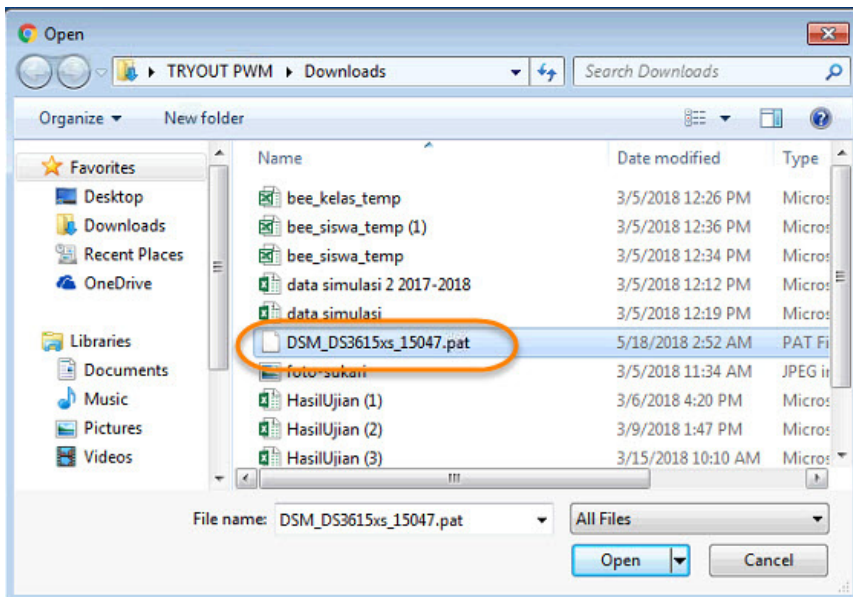 Open
TRYOUT PWM Downloads
Search Downloads
Organize New folder
Name Date modified Type
Favorites
Desktop
Downloads
Recent Places
OneDrive
Libraries
Documents
Music
Pictures
Videos
bee_kelas_temp 3/5/2018 12:26 PM Micros
bee_siswa_temp (1) 3/5/2018 12:36 PM Micros
bee_siswa_temp 3/5/2018 12:34 PM Micros
data simulasi 2 2017-2018 3/5/2018 12:12 PM Micros
data simulasi 3/5/2018 12:19 PM Micros
DSM_DS3615xs_15047.pat 5/18/2018 2:52 AM PAT Fi
foto-sukari 3/5/2018 11:34 AM JPEG i
HasilUjian (1) 3/6/2018 4:20 PM Micros
HasilUjian (2) 3/9/2018 1:47 PM Micros
HasilUjian (3) 3/15/2018 10:10 AM Micros
File name: DSM_DS3615xs_15047.pat All Files
Open Cancel